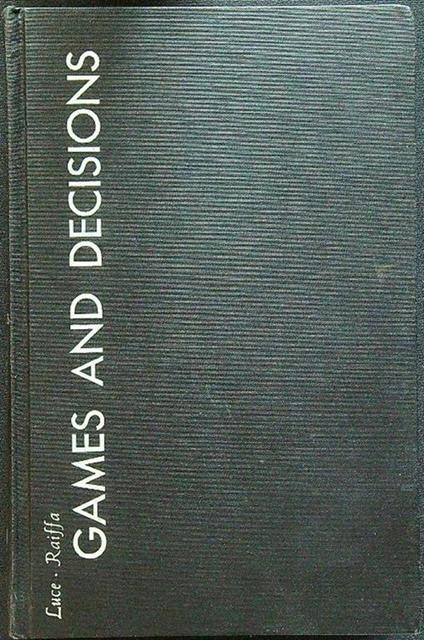 Luce · Raiffa
GAMES AND DECISIONS